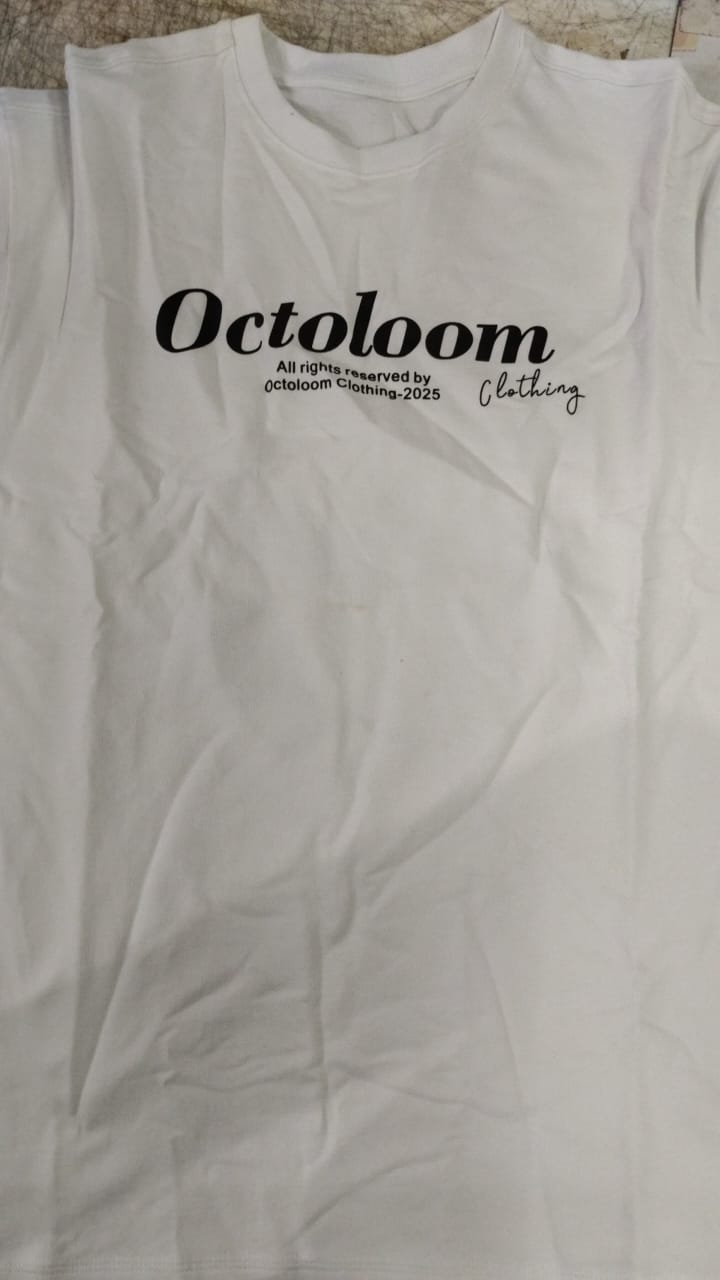 Octoloom
All rights reserved by
Octoloom Clothing-2025
Clothing